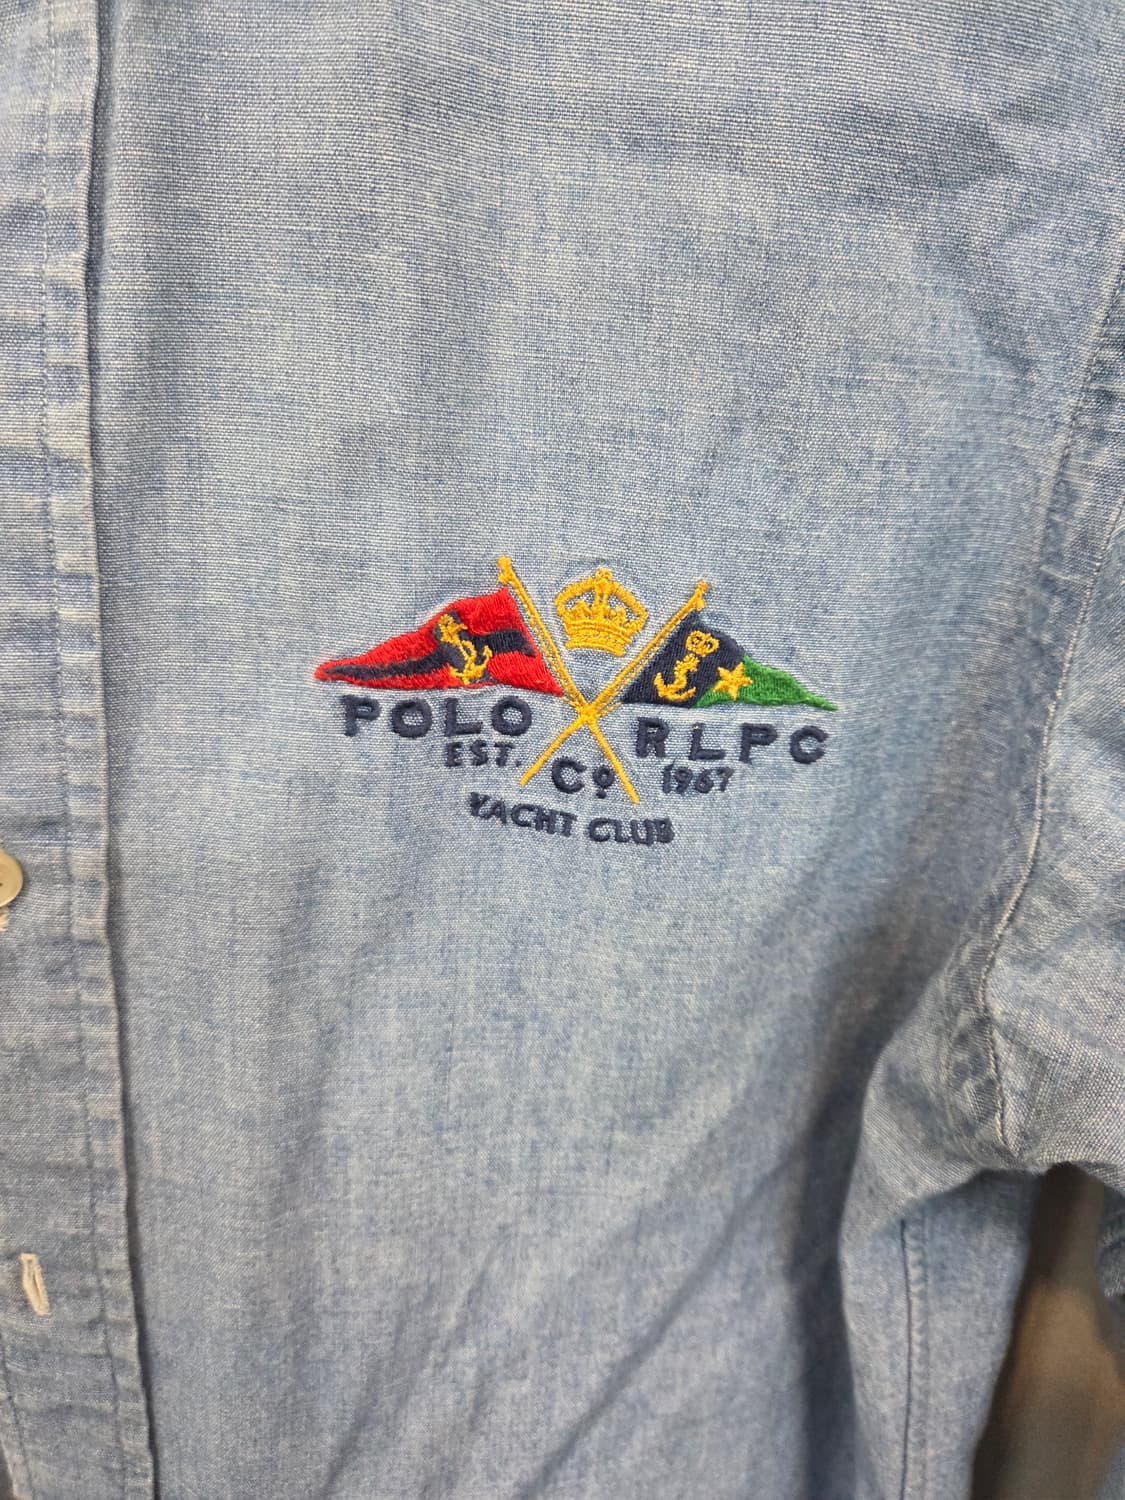 POLO RLPC
EST. Cº 1967
YACHT CLUB